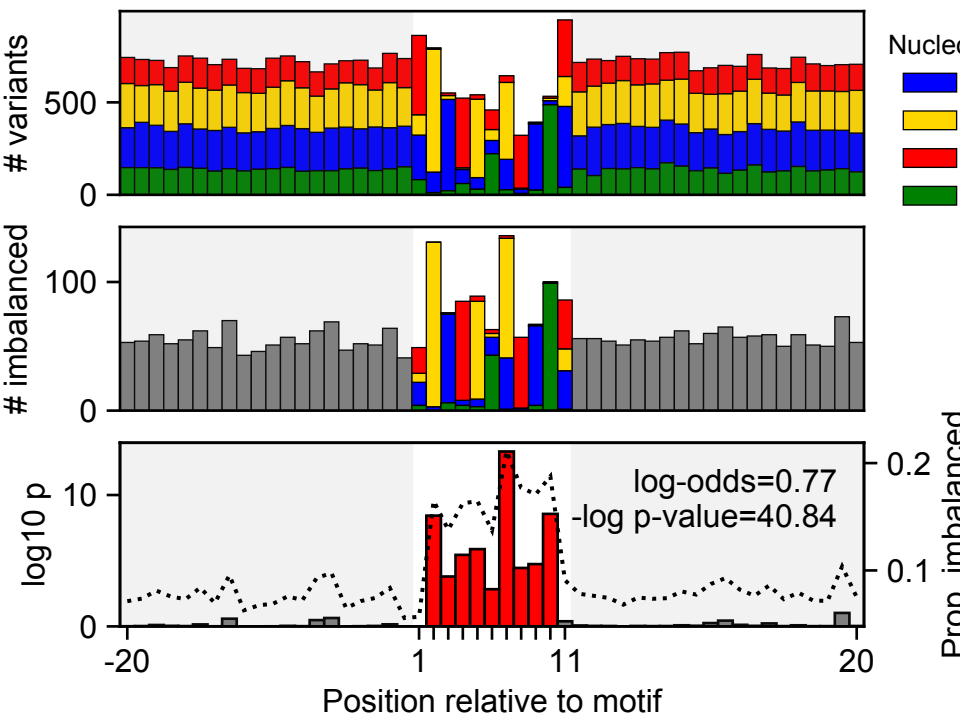 # variants
500
0
Nucleo
# imbalanced
100
0
log10 p
10
0
log-odds=0.77
-log p-value=40.84
0.2
0.1
Prop. imbalanced
-20
1
11
20
Position relative to motif